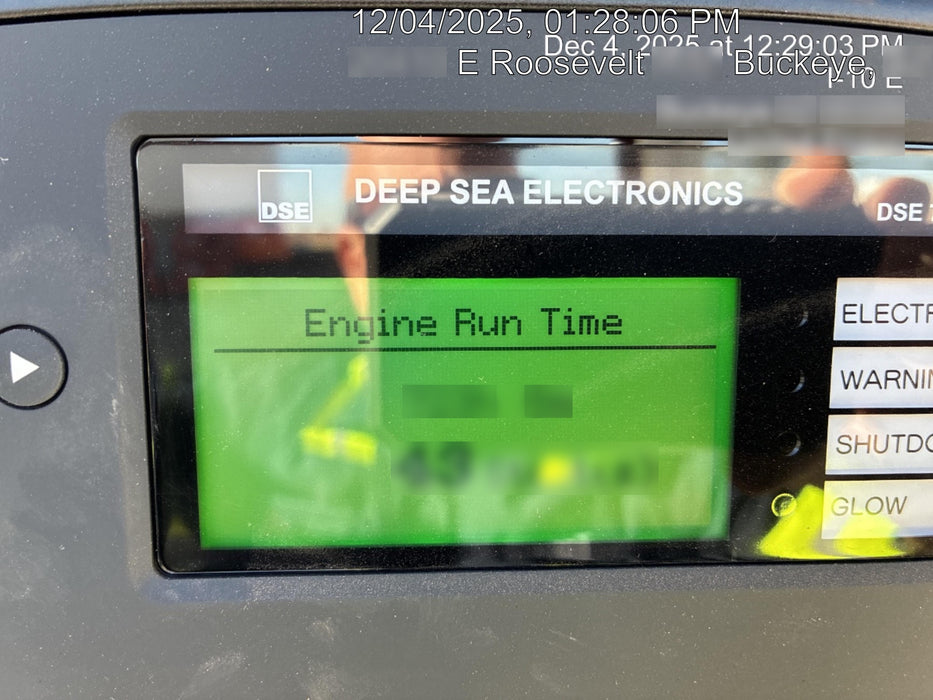 12/04/2025, 01:28:06 PM
Dec 4, 2025 at 12:29:03 PM
E Roosevelt Buckeye,
I-10 E
DSE
DEEP SEA ELECTRONICS
DSE
Engine Run Time
ELECTR
WARNIN
SHUTDO
GLOW